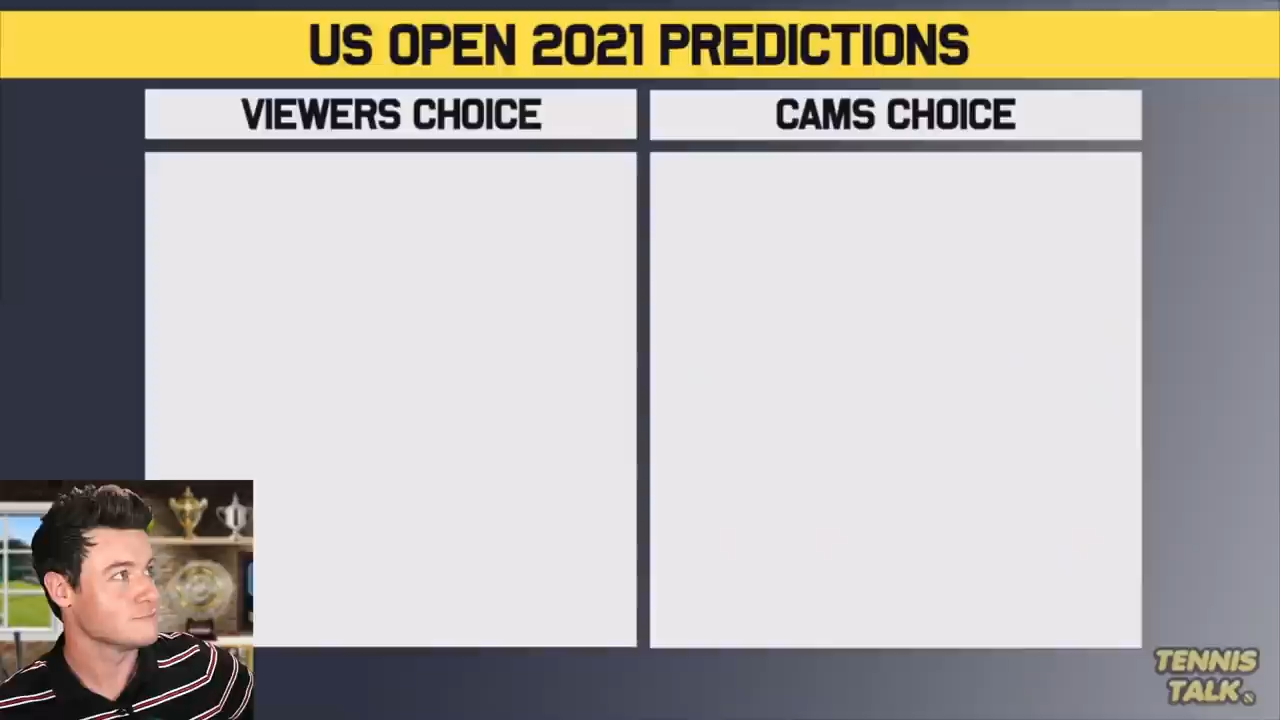 US OPEN 2021 PREDICTIONS
VIEWERS CHOICE
CAMS CHOICE
TENNIS
TALK